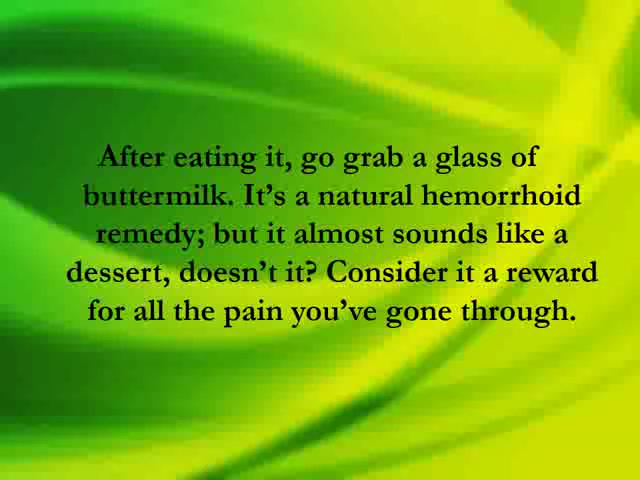 After eating it, go grab a glass of
buttermilk. It’s a natural hemorrhoid
remedy; but it almost sounds like a
dessert, doesn’t it? Consider it a reward
for all the pain you’ve gone through.